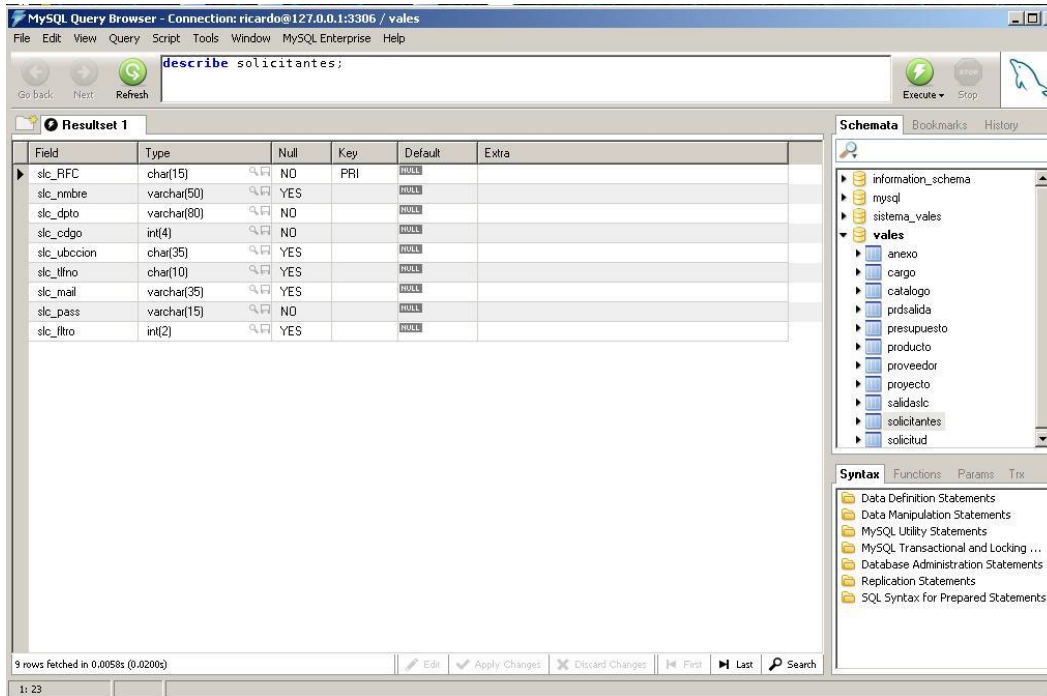 MySQL Query Browser - Connection: ricardo@127.0.0.1:3306 / vales
File Edit View Query Script Tools Window MySQL Enterprise Help
describe solicitantes;
Go back Next Refresh Execute Stop
Resultset 1
Field Type Null Key Default Extra
slc_RFC char(15) NO PRI NULL
slc_nmbre varchar(50) YES NULL
slc_dpto varchar(80) NO NULL
slc_cdgo int(4) NO NULL
slc_ubccion char(35) YES NULL
slc_tlfno char(10) YES NULL
slc_mail varchar(35) YES NULL
slc_pass varchar(15) NO NULL
slc_fltro int(2) YES NULL
Schemata Bookmarks History
information_schema
mysql
sistema_vales
vales
anexo
cargo
catalogo
prdsalida
presupuesto
producto
proveedor
proyecto
salidaslc
solicitantes
solicitud
Syntax Functions Params Trx
Data Definition Statements
Data Manipulation Statements
MySQL Utility Statements
MySQL Transactional and Locking ...
Database Administration Statements
Replication Statements
SQL Syntax for Prepared Statements
9 rows fetched in 0.0058s (0.0200s) Edit Apply Changes Discard Changes First Last Search
1: 23